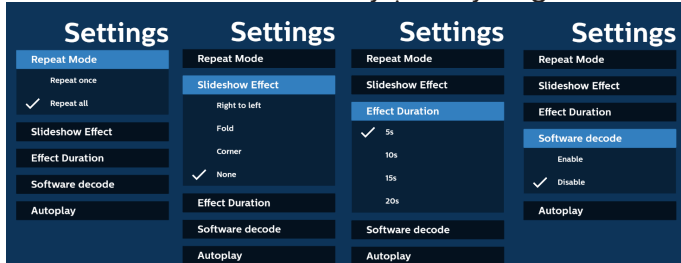 Settings
Repeat Mode
Repeat once
Repeat all
Slideshow Effect
Effect Duration
Software decode
Autoplay
Settings
Repeat Mode
Slideshow Effect
Right to left
Fold
Corner
None
Effect Duration
Software decode
Autoplay
Settings
Repeat Mode
Slideshow Effect
Effect Duration
5s
10s
15s
20s
Software decode
Autoplay
Settings
Repeat Mode
Slideshow Effect
Effect Duration
Software decode
Enable
Disable
Autoplay